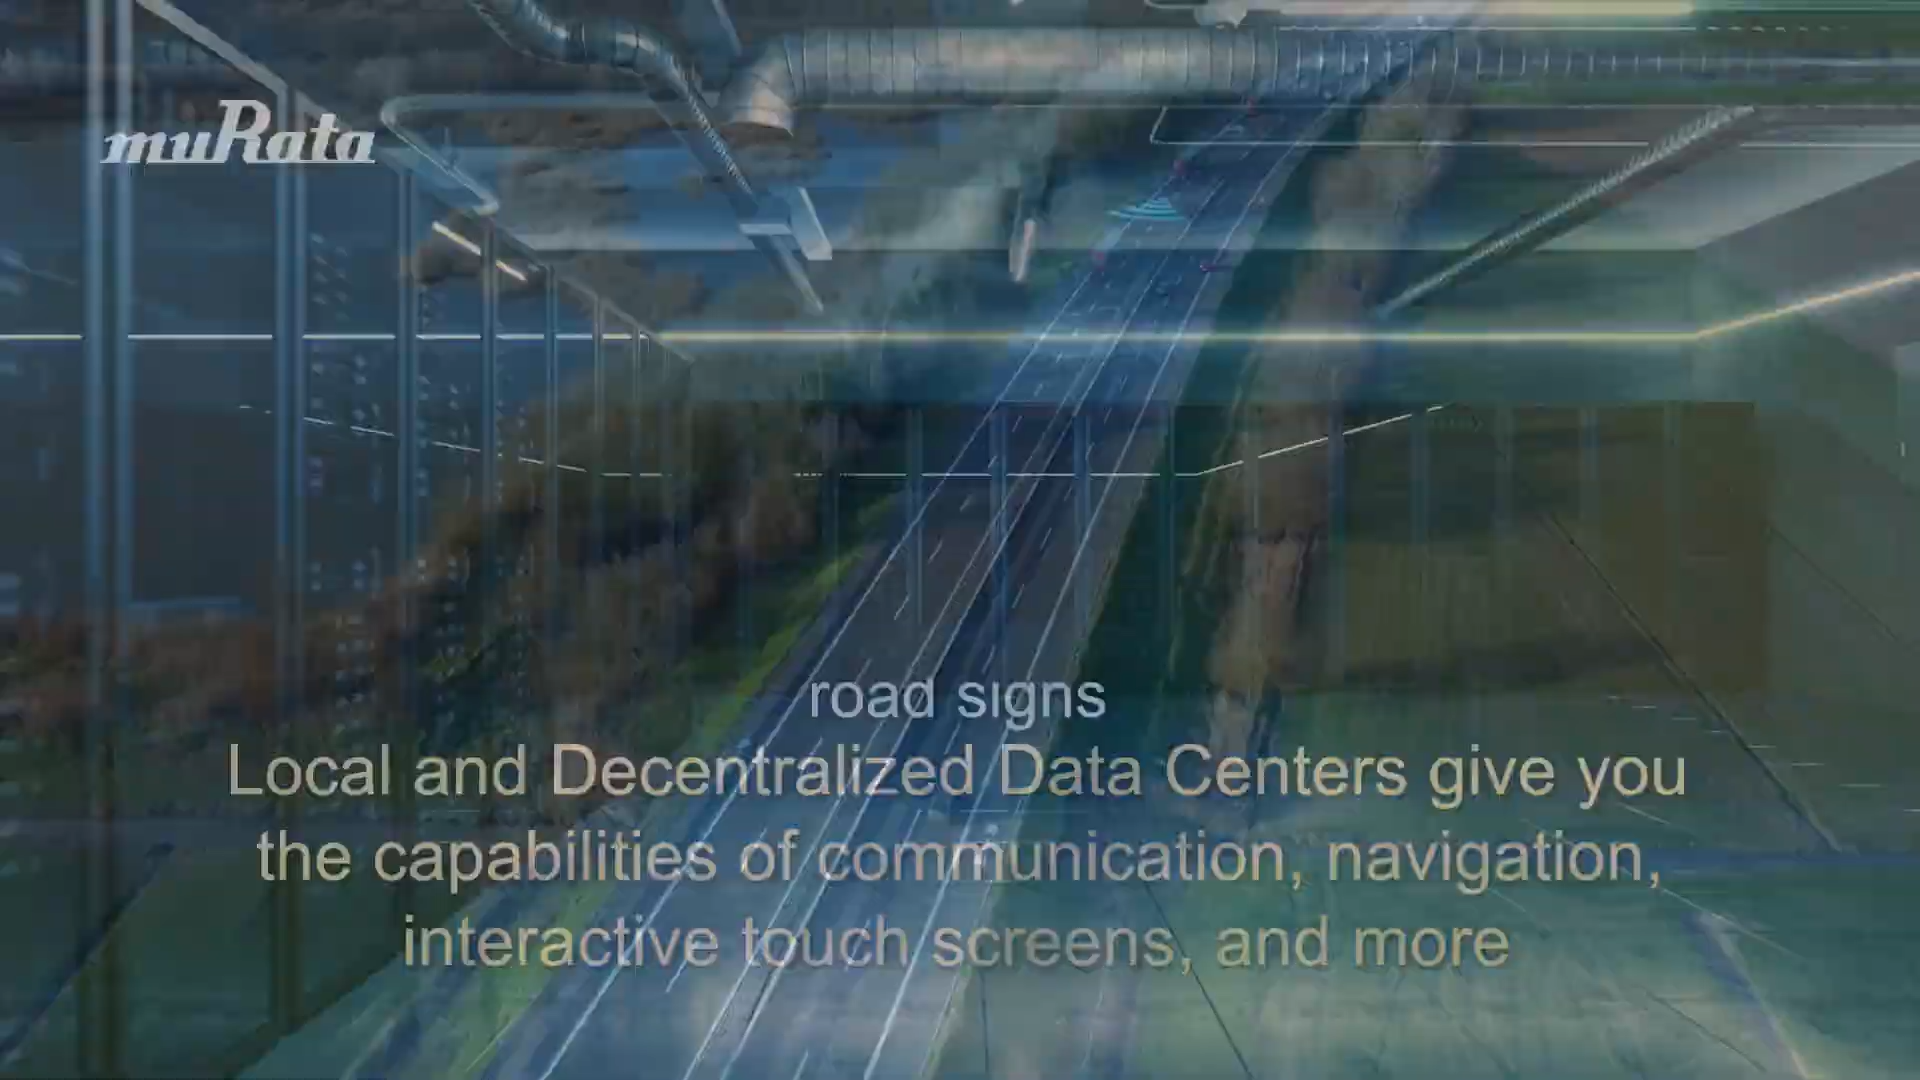 muRata
road signs
Local and Decentralized Data Centers give you
the capabilities of communication, navigation,
interactive touch screens, and more